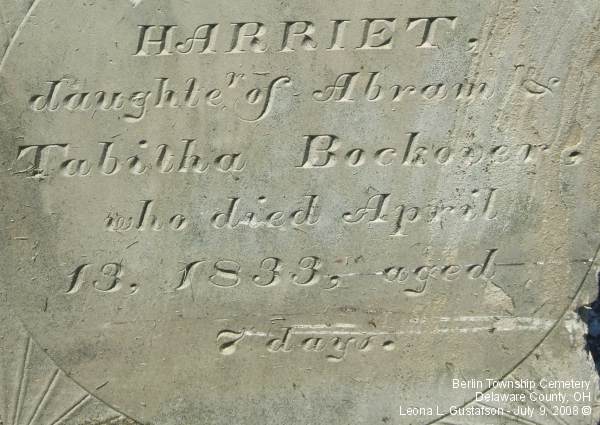 HARRIET,
daughter of Abram &
Tabitha Bockover,
who died April
13, 1833, aged
7 days.
Berlin Township Cemetery
Delaware County, OH
Leona L. Gustafson - July 9, 2008 ©